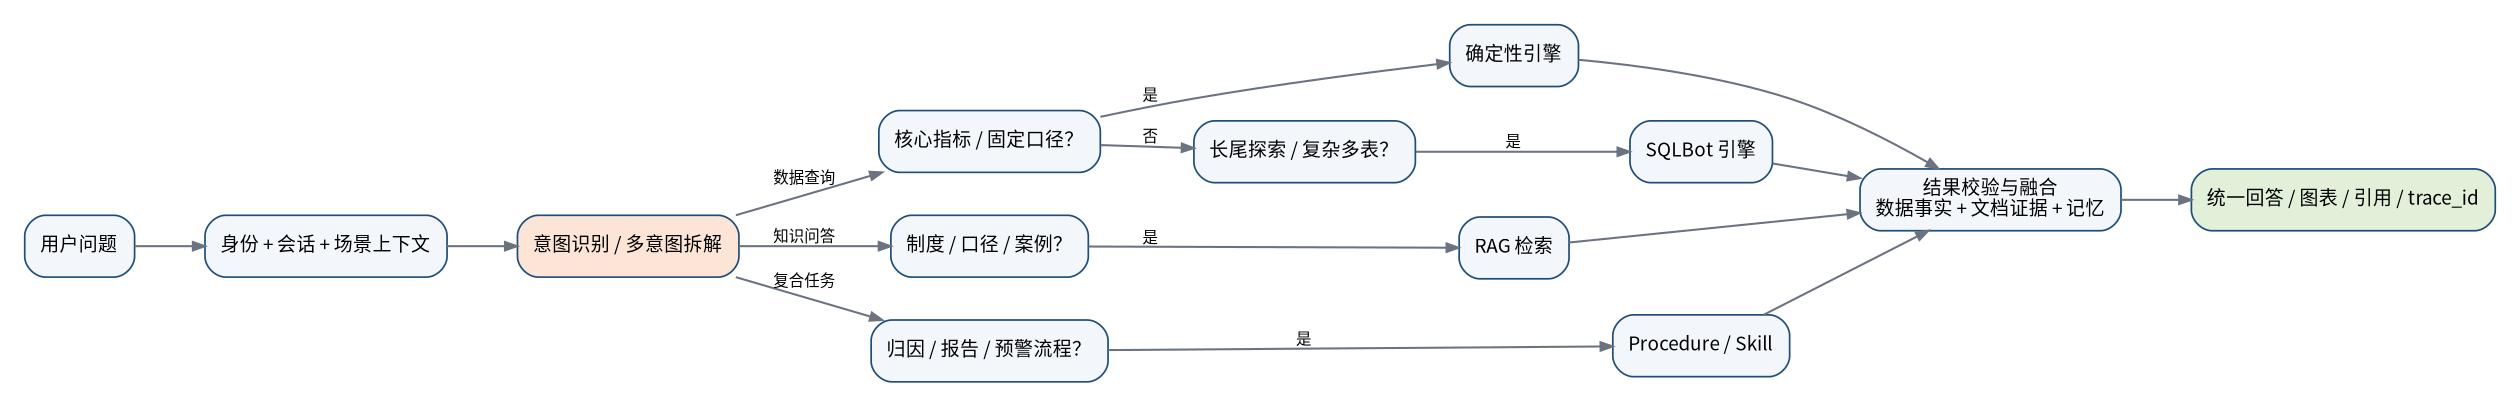 用户问题
身份 + 会话 + 场景上下文
意图识别 / 多意图拆解
数据查询
知识问答
复合任务
核心指标 / 固定口径？
制度 / 口径 / 案例？
归因 / 报告 / 预警流程？
是
否
是
是
长尾探索 / 复杂多表？
是
确定性引擎
SQLBot 引擎
RAG 检索
Procedure / Skill
结果校验与融合
数据事实 + 文档证据 + 记忆
统一回答 / 图表 / 引用 / trace_id